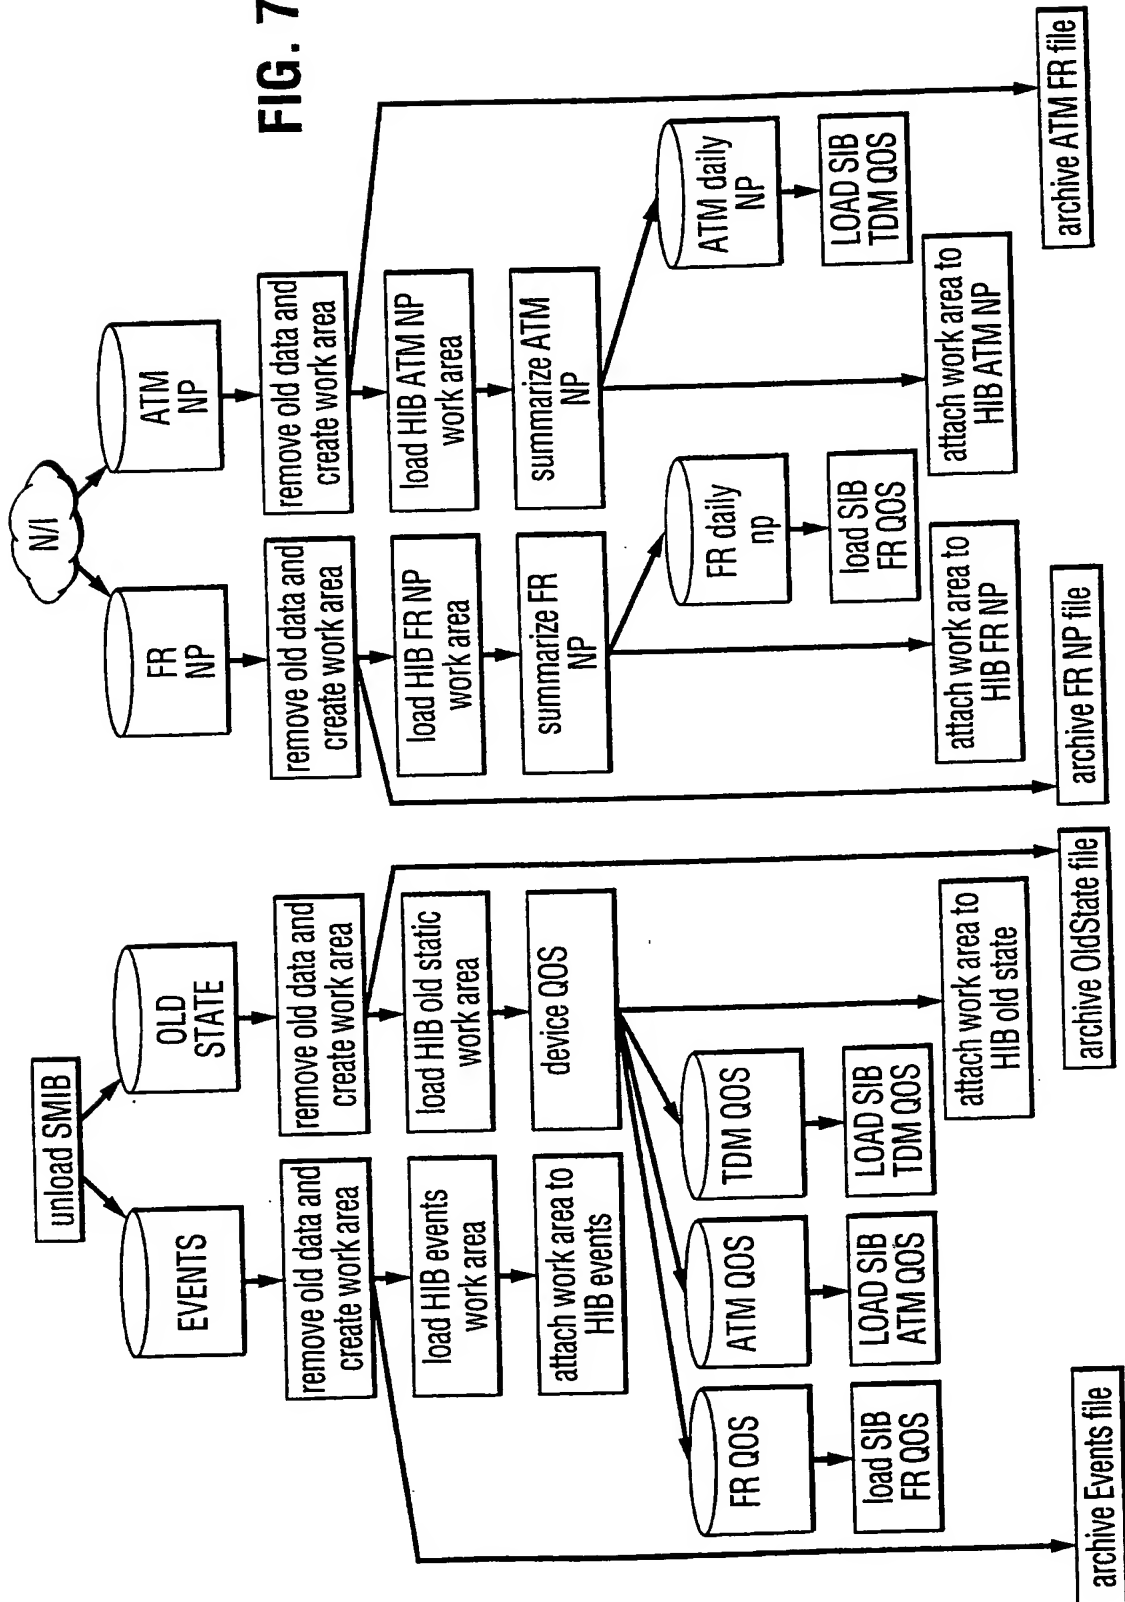 FIG. 7
unload SMIB
EVENTS
OLD
STATE
remove old data and
create work area
remove old data and
create work area
load HIB events
work area
load HIB old static
work area
attach work area to
HIB events
device QOS
FR QOS
ATM QOS
TDM QOS
load SIB
FR QOS
LOAD SIB
ATM QOS
LOAD SIB
TDM QOS
attach work area to
HIB old state
archive Events file
archive OldState file
N/I
FR
NP
ATM
NP
remove old data and
create work area
remove old data and
create work area
load HIB FR NP
work area
load HIB ATM NP
work area
summarize FR
NP
summarize ATM
NP
FR daily
np
ATM daily
NP
load SIB
FR QOS
LOAD SIB
TDM QOS
attach work area to
HIB FR NP
attach work area to
HIB ATM NP
archive FR NP file
archive ATM FR file